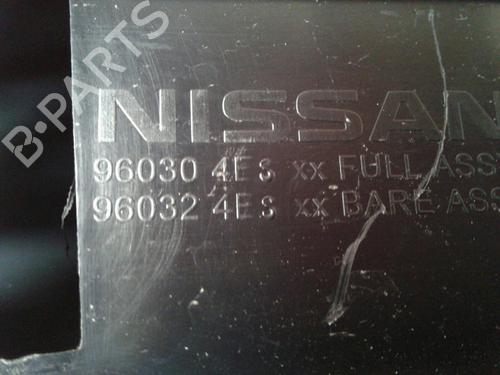 B-PARTS
NISSAN
96030 4ES xx FULL ASS
96032 4ES xx BARE ASS